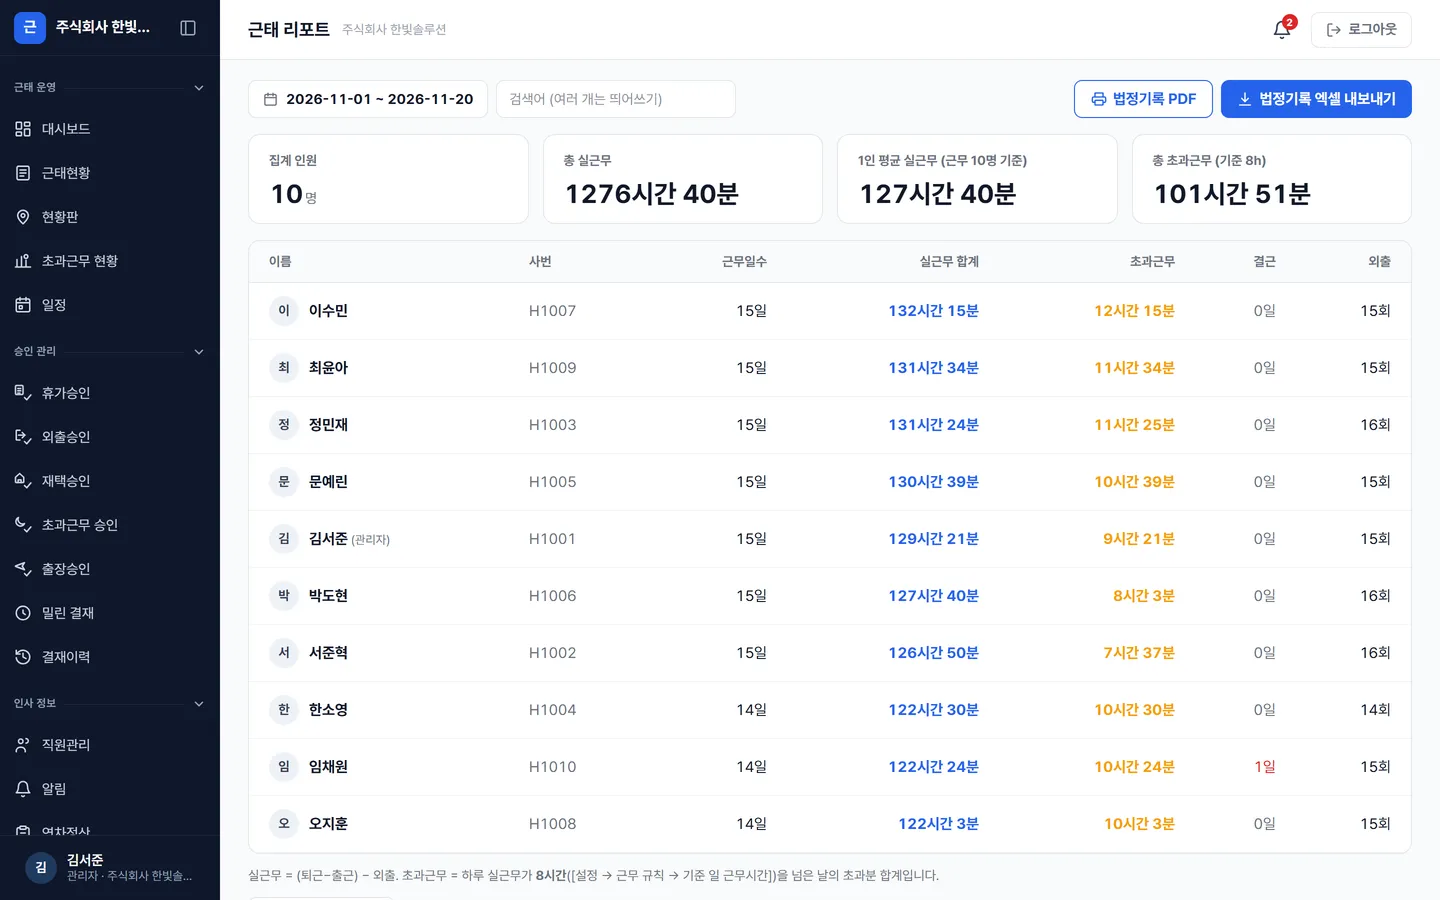 근
주식회사 한빛...
근태 운영
대시보드
근태현황
현황판
초과근무 현황
일정
승인 관리
휴가승인
외출승인
재택승인
초과근무 승인
출장승인
밀린 결재
결재이력
인사 정보
직원관리
알림
연차정산
김
김서준
관리자 · 주식회사 한빛솔...
근태 리포트 주식회사 한빛솔루션
2
로그아웃
2026-11-01 ~ 2026-11-20
검색어 (여러 개는 띄어쓰기)
법정기록 PDF
법정기록 엑셀 내보내기
집계 인원
10 명
총 실근무
1276시간 40분
1인 평균 실근무 (근무 10명 기준)
127시간 40분
총 초과근무 (기준 8h)
101시간 51분
이름 사번 근무일수 실근무 합계 초과근무 결근 외출
이 이수민 H1007 15일 132시간 15분 12시간 15분 0일 15회
최 최윤아 H1009 15일 131시간 34분 11시간 34분 0일 15회
정 정민재 H1003 15일 131시간 24분 11시간 25분 0일 16회
문 문예린 H1005 15일 130시간 39분 10시간 39분 0일 15회
김 김서준 (관리자) H1001 15일 129시간 21분 9시간 21분 0일 15회
박 박도현 H1006 15일 127시간 40분 8시간 3분 0일 16회
서 서준혁 H1002 15일 126시간 50분 7시간 37분 0일 16회
한 한소영 H1004 14일 122시간 30분 10시간 30분 0일 14회
임 임채원 H1010 14일 122시간 24분 10시간 24분 1일 15회
오 오지훈 H1008 14일 122시간 3분 10시간 3분 0일 15회
실근무 = (퇴근−출근) − 외출. 초과근무 = 하루 실근무가 8시간([설정 → 근무 규칙 → 기준 일 근무시간])을 넘은 날의 초과분 합계입니다.